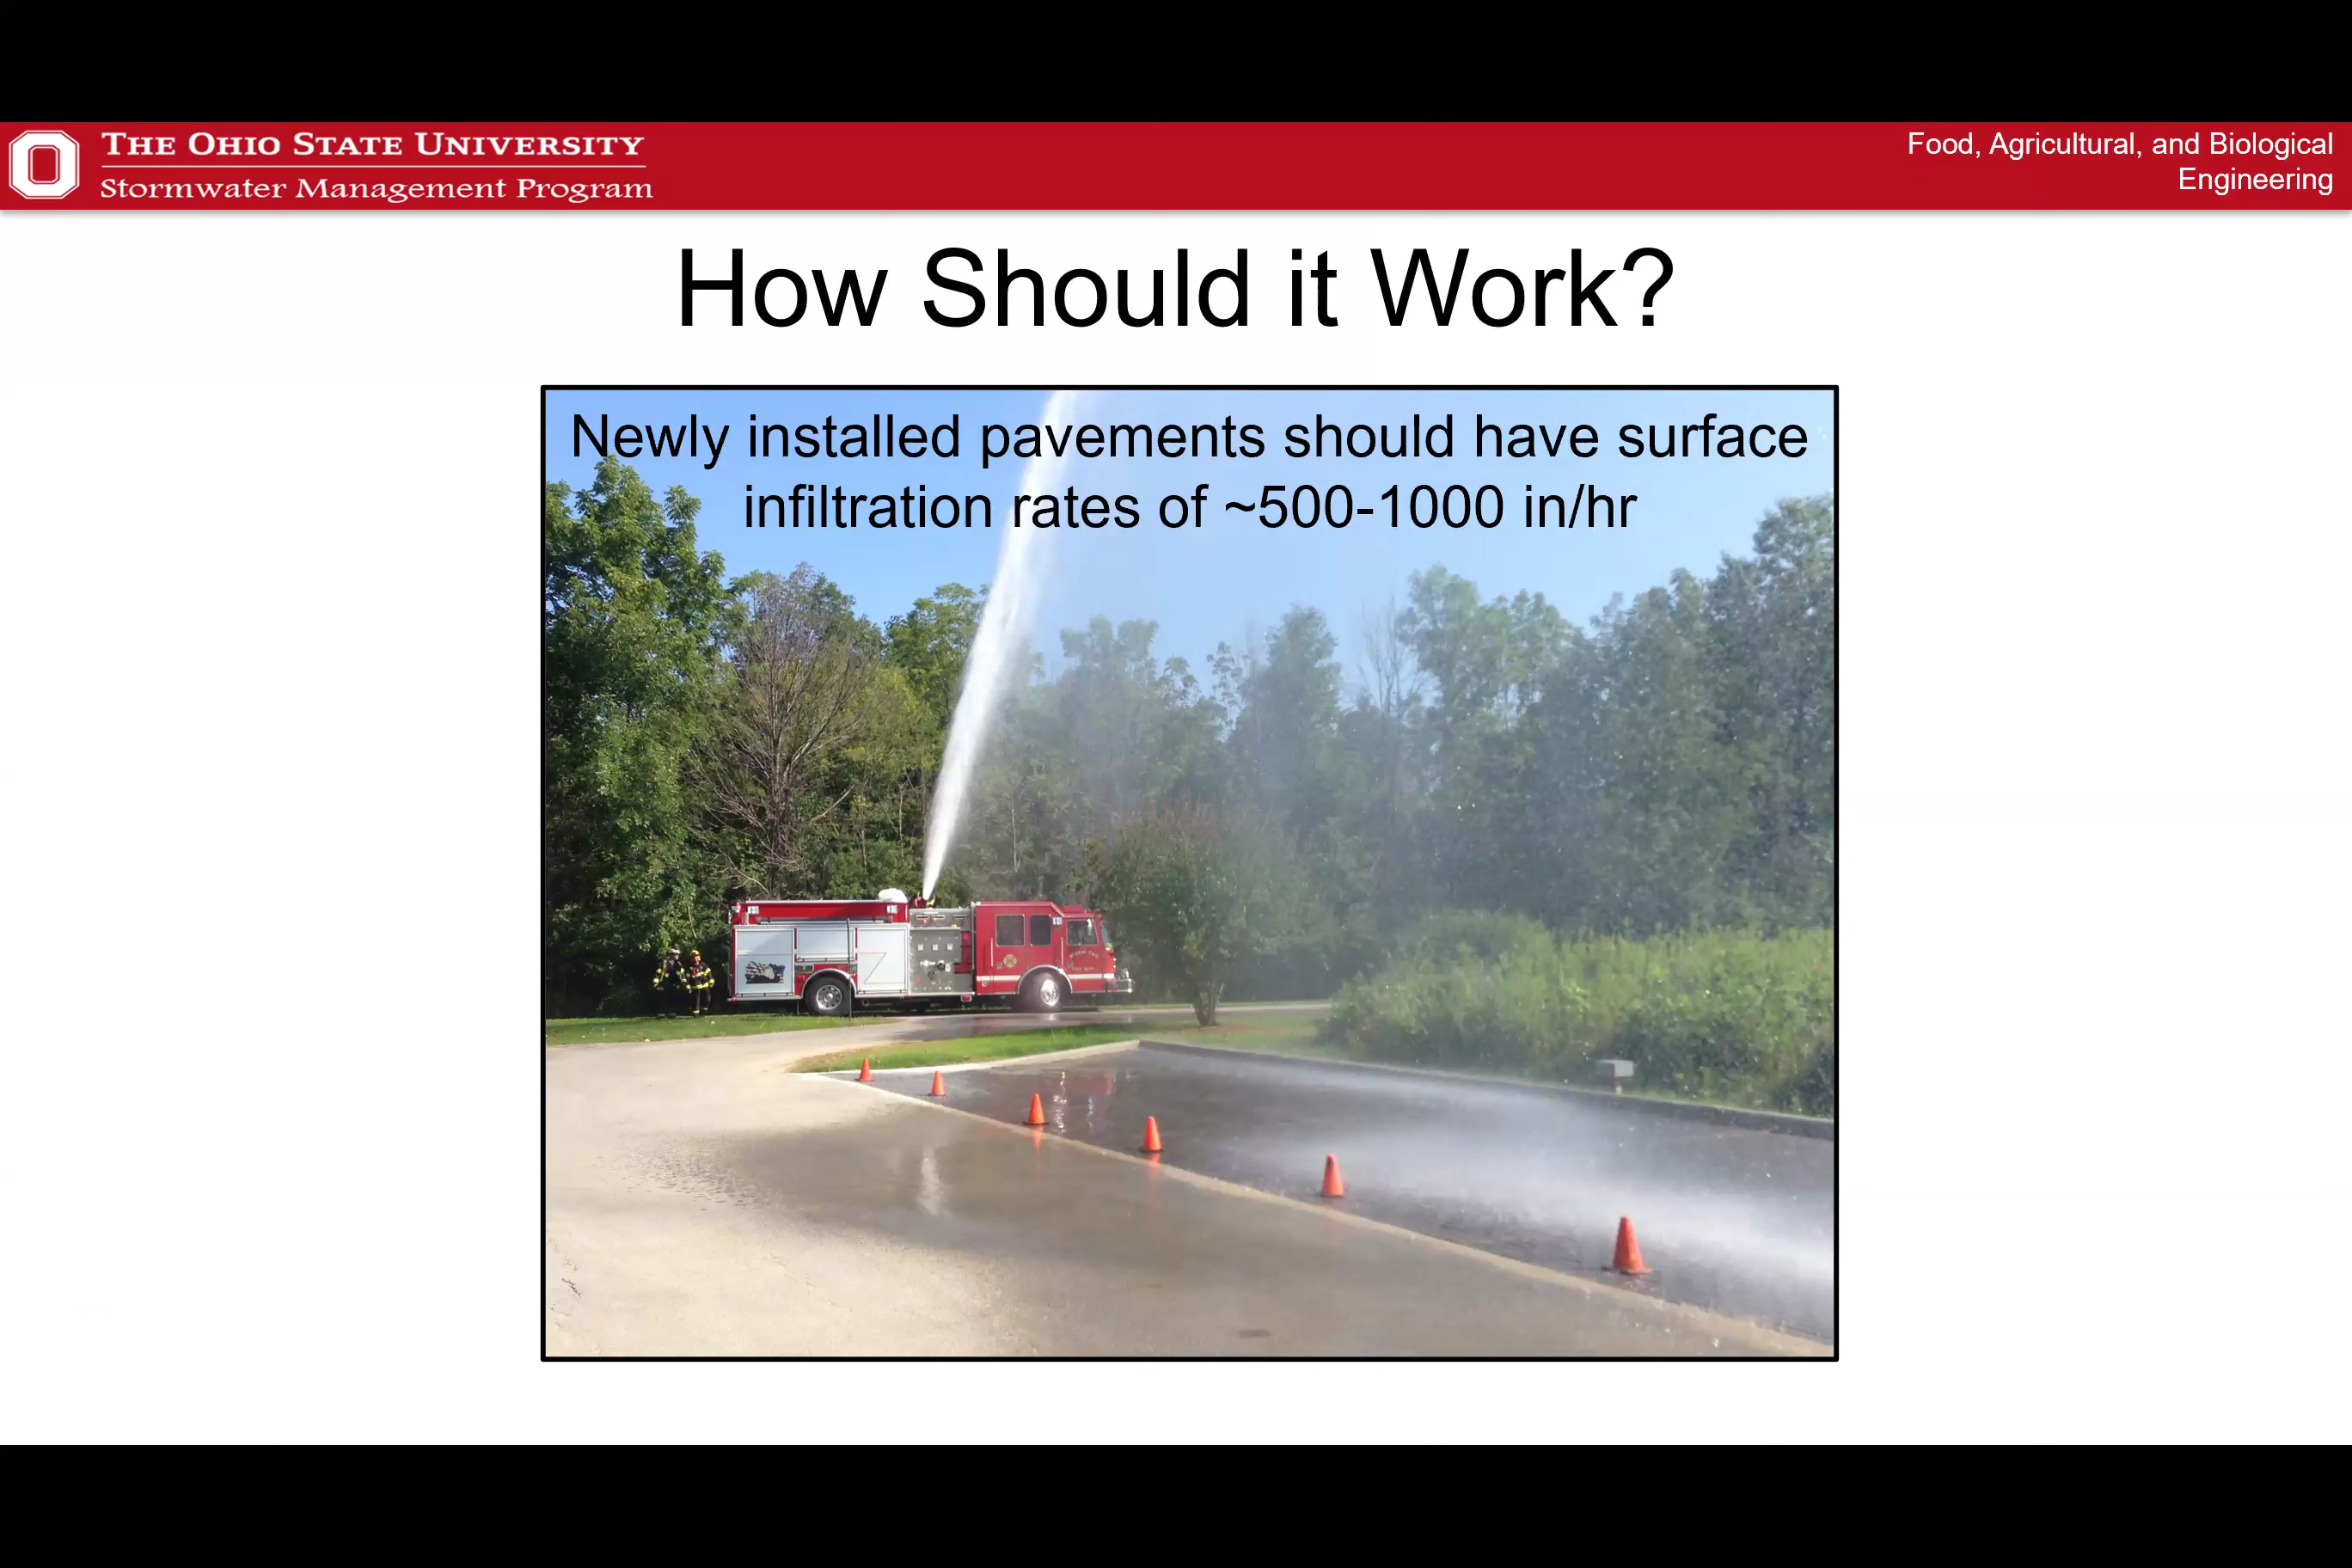 THE OHIO STATE UNIVERSITY
Stormwater Management Program
Food, Agricultural, and Biological
Engineering
How Should it Work?
Newly installed pavements should have surface
infiltration rates of ~500-1000 in/hr